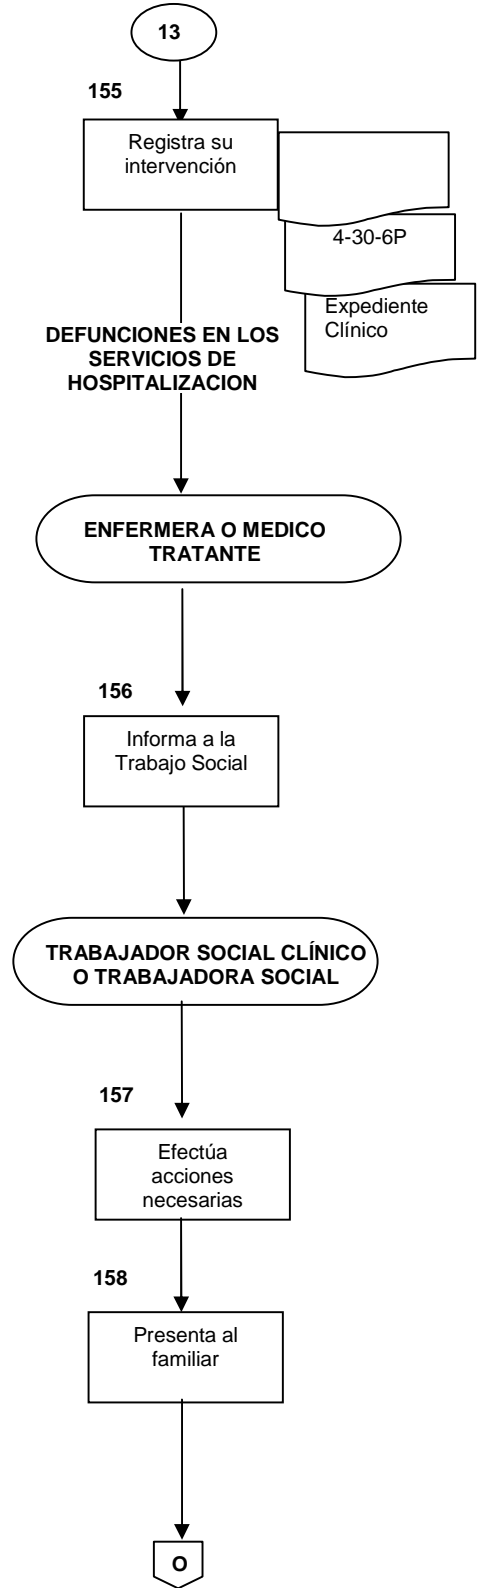 13
155
Registra su
intervención
4-30-6P
Expediente
Clínico
DEFUNCIONES EN LOS
SERVICIOS DE
HOSPITALIZACION
ENFERMERA O MEDICO
TRATANTE
156
Informa a la
Trabajo Social
TRABAJADOR SOCIAL CLÍNICO
O TRABAJADORA SOCIAL
157
Efectúa
acciones
necesarias
158
Presenta al
familiar
O